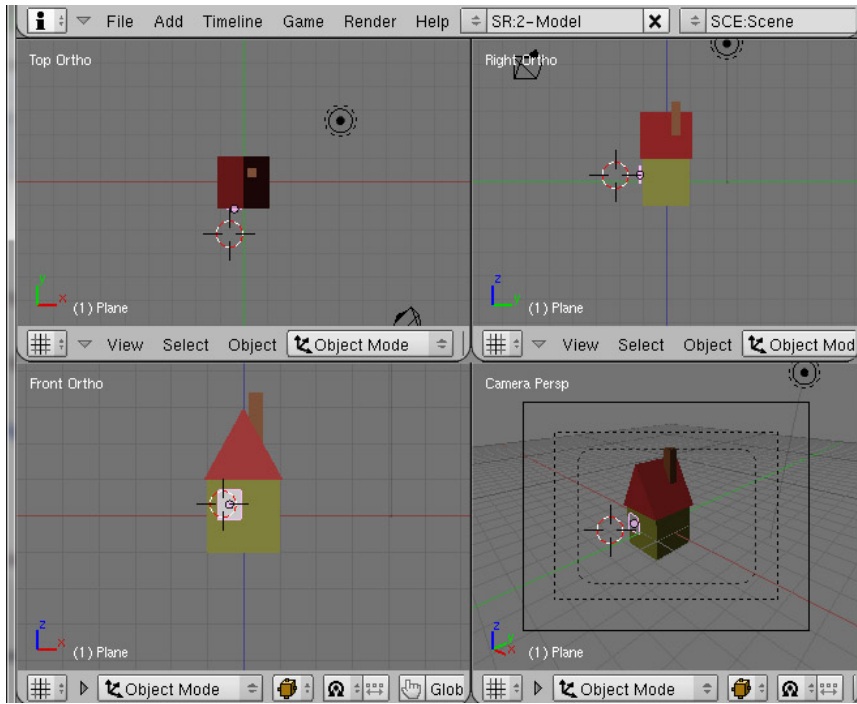 File Add Timeline Game Render Help SR:2-Model SCE:Scene
Top Ortho
Right Ortho
y
x
(1) Plane
z
y
(1) Plane
View Select Object Object Mode
View Select Object Object Mod
Front Ortho
Camera Persp
z
x
(1) Plane
z
y
x
(1) Plane
Object Mode Glob
Object Mode